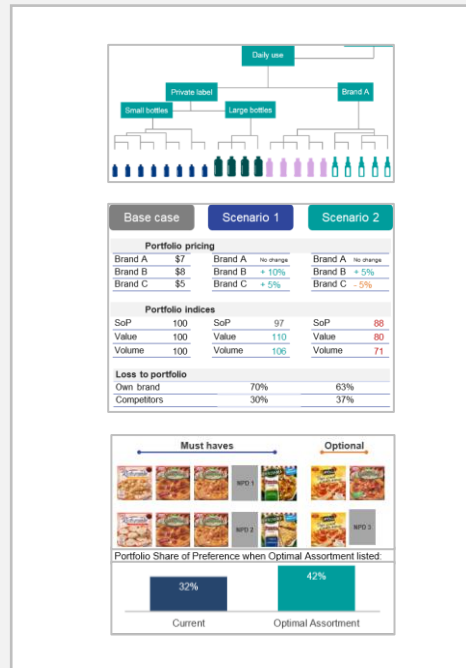 Daily use
Private label
Brand A
Small bottles
Large bottles
Base case Scenario 1 Scenario 2
Portfolio pricing
Brand A $7 Brand A No change Brand A No change
Brand B $8 Brand B + 10% Brand B + 5%
Brand C $5 Brand C + 5% Brand C - 5%
Portfolio indices
SoP 100 SoP 97 SoP 88
Value 100 Value 110 Value 80
Volume 100 Volume 106 Volume 71
Loss to portfolio
Own brand 70% 63%
Competitors 30% 37%
Must haves Optional
NPD 1
NPD 2 NPD 3
Portfolio Share of Preference when Optimal Assortment listed:
32% 42%
Current Optimal Assortment